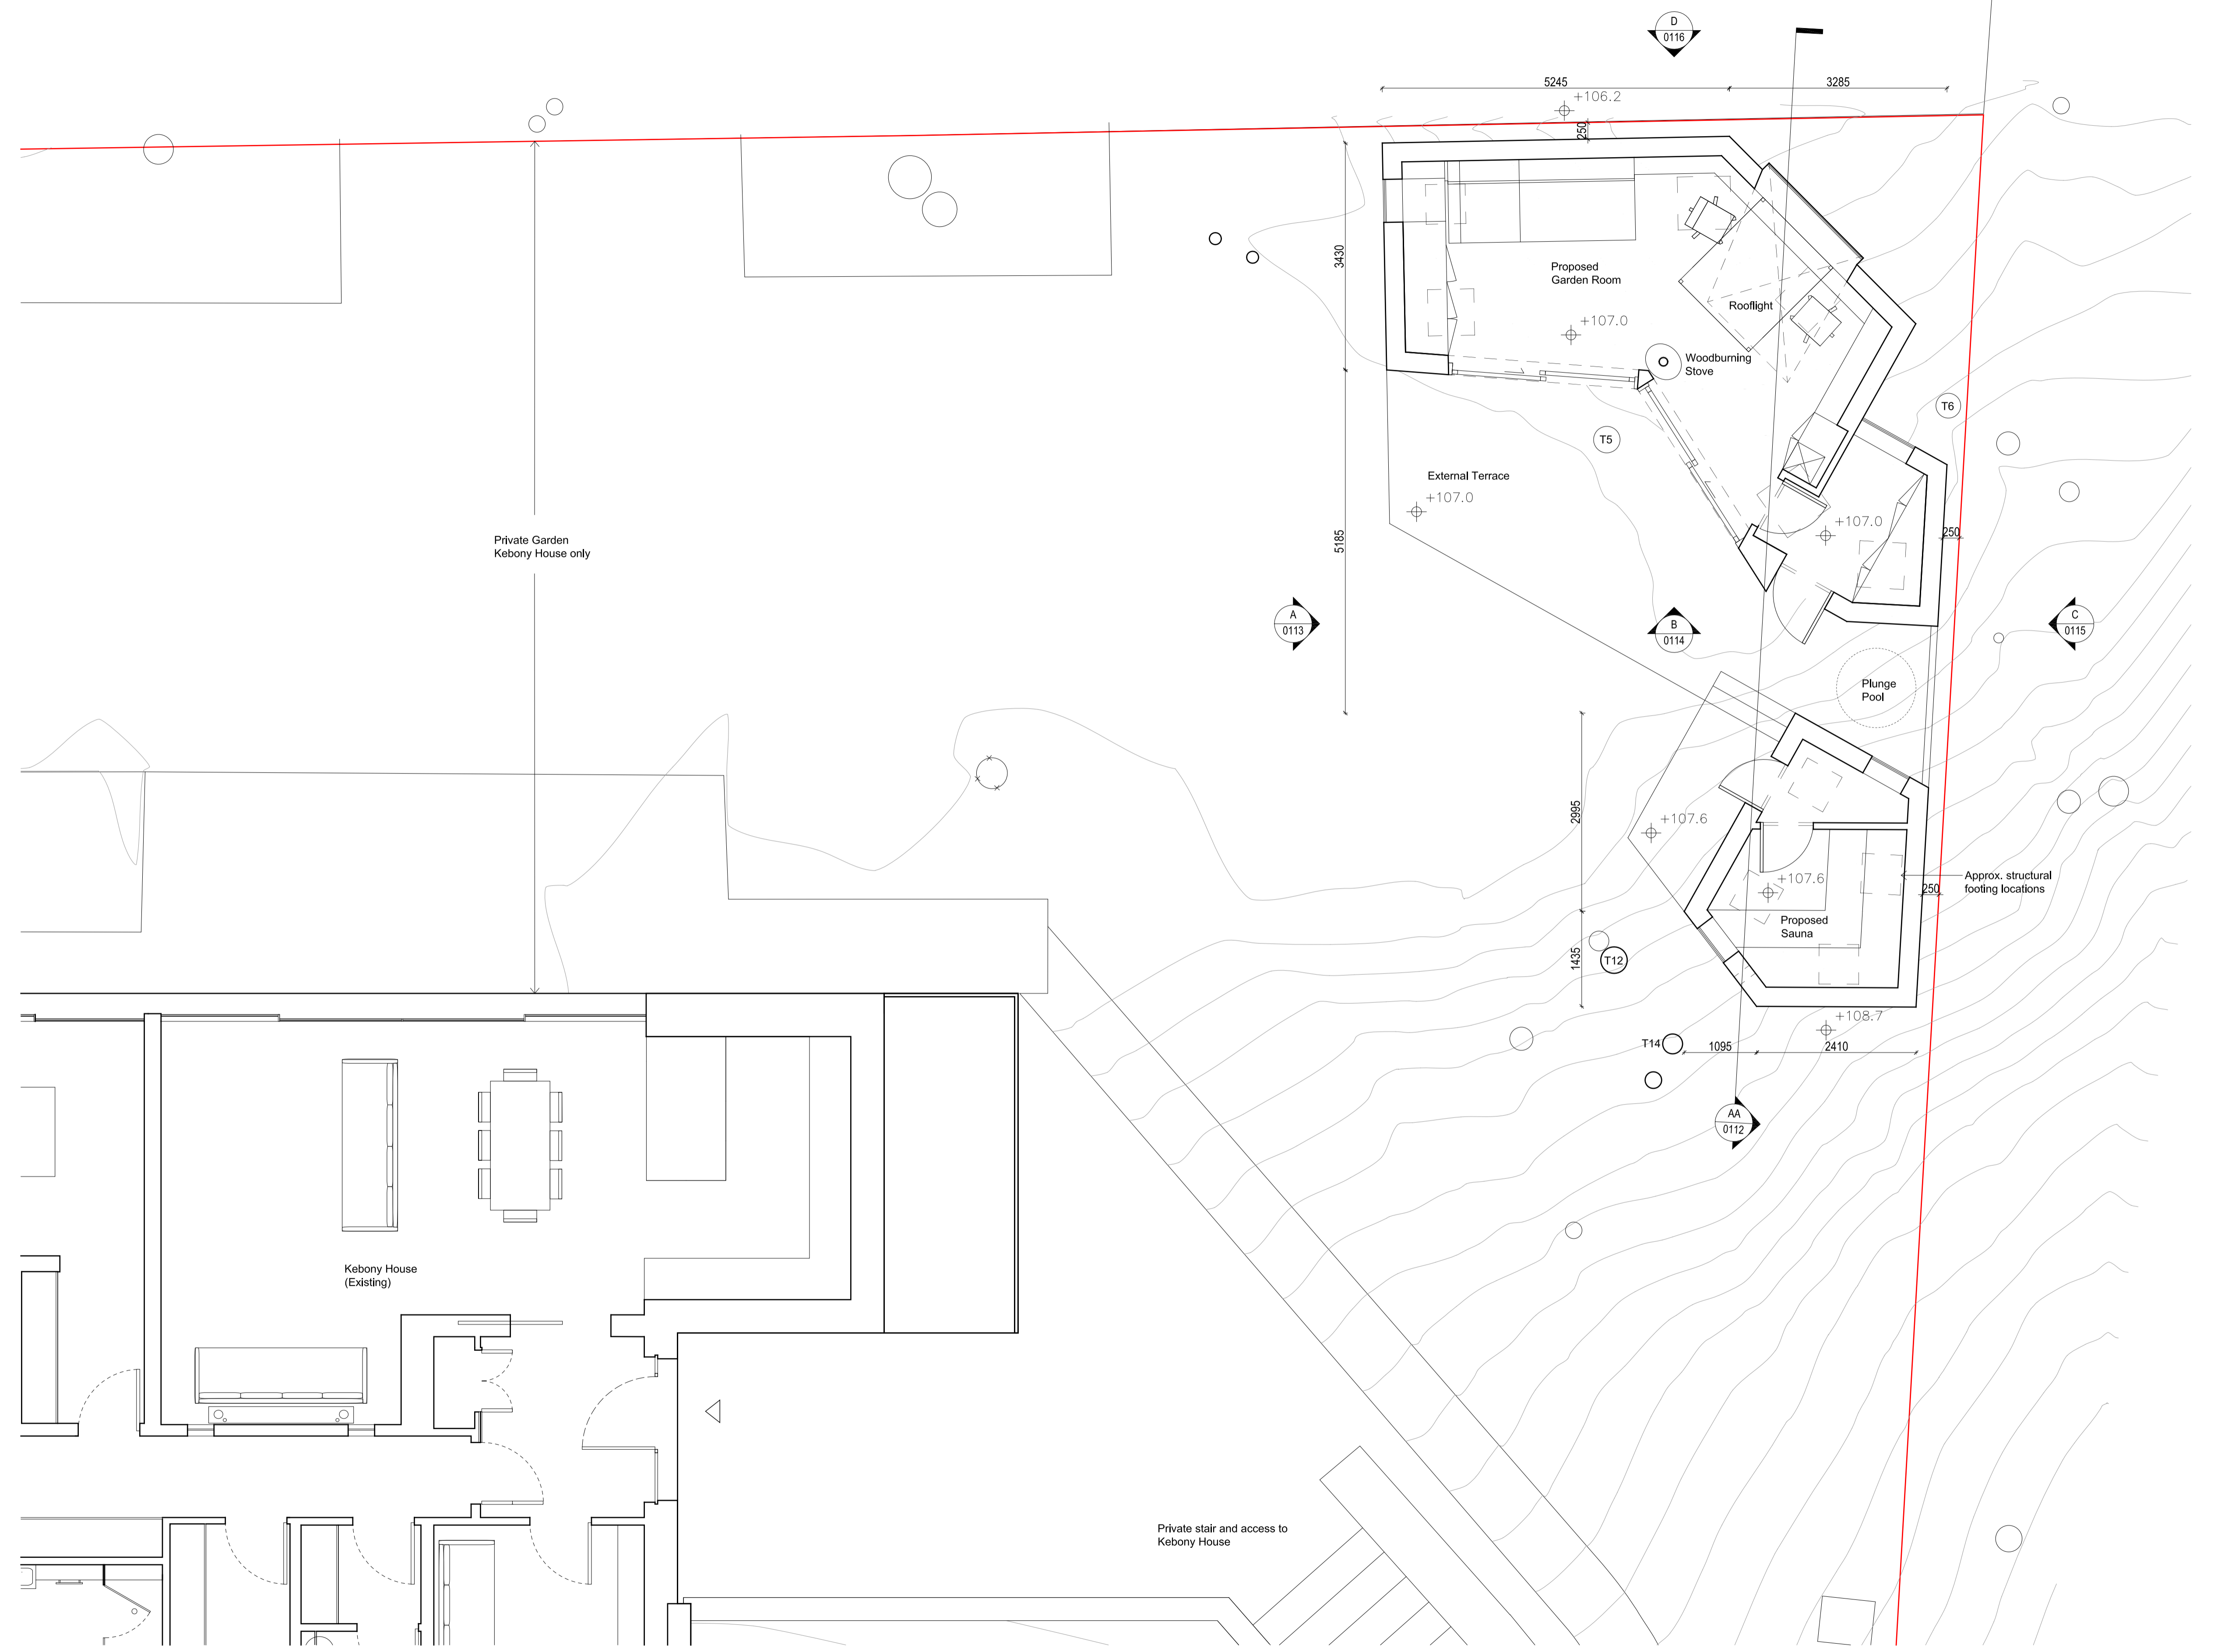 D
0116
5245
3285
+106.2
250
3430
Proposed
Garden Room
Rooflight
+107.0
Woodburning
Stove
T6
T5
External Terrace
+107.0
+107.0
250
5185
Private Garden
Kebony House only
A
0113
B
0114
C
0115
Plunge
Pool
2995
+107.6
+107.6
Approx. structural
footing locations
250
Proposed
Sauna
1435
T12
+108.7
T14
1095
2410
AA
0112
Kebony House
(Existing)
Private stair and access to
Kebony House